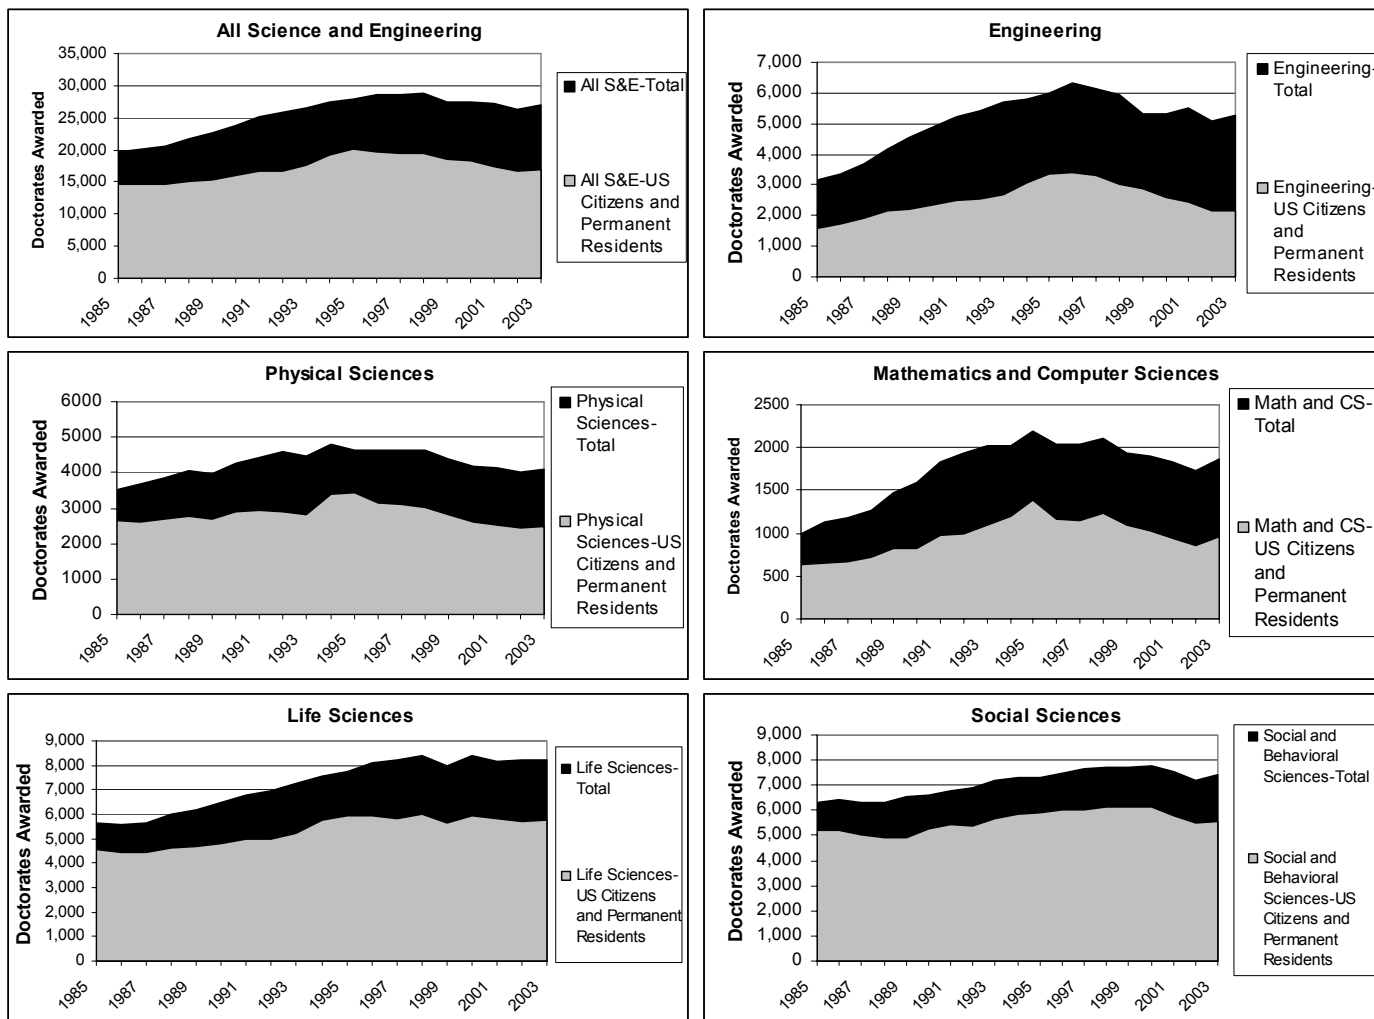 All Science and Engineering
Doctorates Awarded
35,000
30,000
25,000
20,000
15,000
10,000
5,000
0
1985
1987
1989
1991
1993
1995
1997
1999
2001
2003
All S&E-Total
All S&E-US
Citizens and
Permanent
Residents
Engineering
Doctorates Awarded
7,000
6,000
5,000
4,000
3,000
2,000
1,000
0
1985
1987
1989
1991
1993
1995
1997
1999
2001
2003
Engineering-
Total
Engineering-
US Citizens
and
Permanent
Residents
Physical Sciences
Doctorates Awarded
6000
5000
4000
3000
2000
1000
0
1985
1987
1989
1991
1993
1995
1997
1999
2001
2003
Physical
Sciences-
Total
Physical
Sciences-US
Citizens and
Permanent
Residents
Mathematics and Computer Sciences
Doctorates Awarded
2500
2000
1500
1000
500
0
1985
1987
1989
1991
1993
1995
1997
1999
2001
2003
Math and CS-
Total
Math and CS-
US Citizens
and
Permanent
Residents
Life Sciences
Doctorates Awarded
9,000
8,000
7,000
6,000
5,000
4,000
3,000
2,000
1,000
0
1985
1987
1989
1991
1993
1995
1997
1999
2001
2003
Life Sciences-
Total
Life Sciences-
US Citizens
and Permanent
Residents
Social Sciences
Doctorates Awarded
9,000
8,000
7,000
6,000
5,000
4,000
3,000
2,000
1,000
0
1985
1987
1989
1991
1993
1995
1997
1999
2001
2003
Social and
Behavioral
Sciences-Total
Social and
Behavioral
Sciences-US
Citizens and
Permanent
Residents